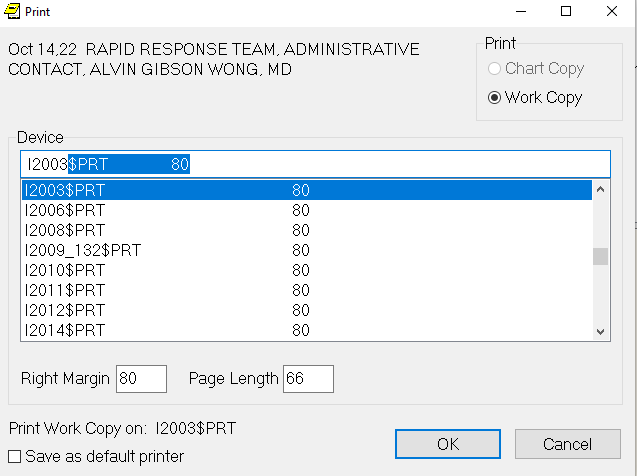 Print
Oct 14,22 RAPID RESPONSE TEAM, ADMINISTRATIVE
CONTACT, ALVIN GIBSON WONG, MD
Print
Chart Copy
Work Copy
Device
I2003$PRT 80
I2003$PRT 80
I2006$PRT 80
I2008$PRT 80
I2009_132$PRT 80
I2010$PRT 80
I2011$PRT 80
I2012$PRT 80
I2014$PRT 80
Right Margin 80 Page Length 66
Print Work Copy on: I2003$PRT
Save as default printer
OK Cancel